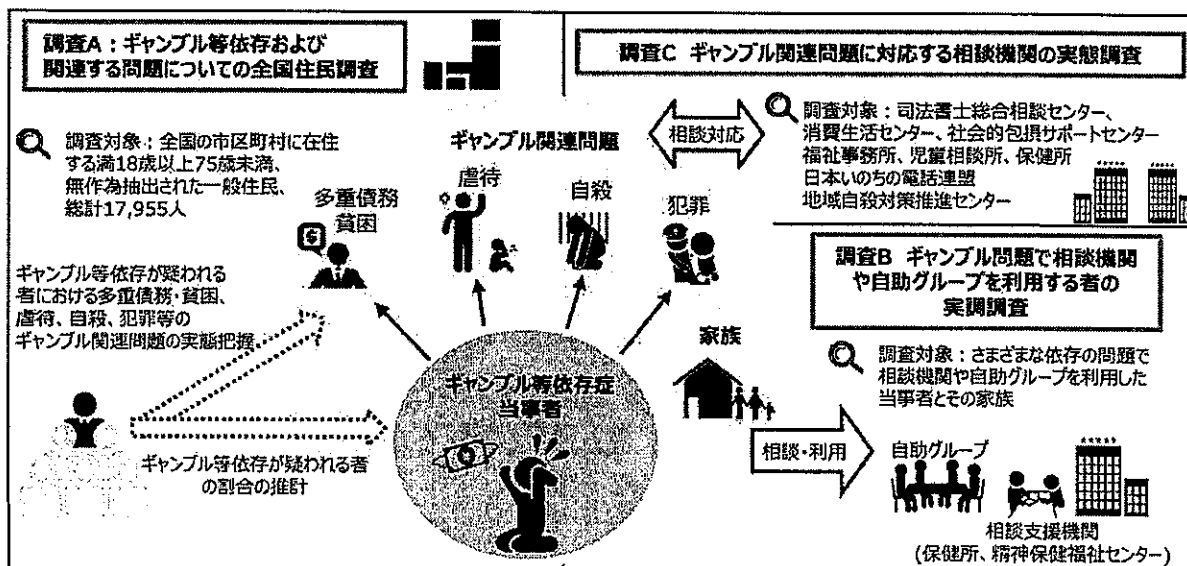 調査A：ギャンブル等依存および
関連する問題についての全国住民調査
調査対象：全国の市区町村に在住
する満18歳以上75歳未満、
無作為抽出された一般住民、
総計17,955人
ギャンブル関連問題
多重債務
貧困
虐待
自殺
犯罪
ギャンブル等依存が疑われる
者における多重債務・貧困、
虐待、自殺、犯罪等の
ギャンブル関連問題の実態把握
ギャンブル等依存が疑われる者
の割合の推計
ギャンブル等依存症
当事者
家族
相談対応
調査C ギャンブル関連問題に対応する相談機関の実態調査
調査対象：司法書士総合相談センター、
消費生活センター、社会的包摂サポートセンター
福祉事務所、児童相談所、保健所
日本いのちの電話連盟
地域自殺対策推進センター
調査B ギャンブル問題で相談機関
や自助グループを利用する者の
実調調査
調査対象：さまざまな依存の問題で
相談機関や自助グループを利用した
当事者とその家族
相談・利用
自助グループ
相談支援機関
(保健所、精神保健福祉センター)